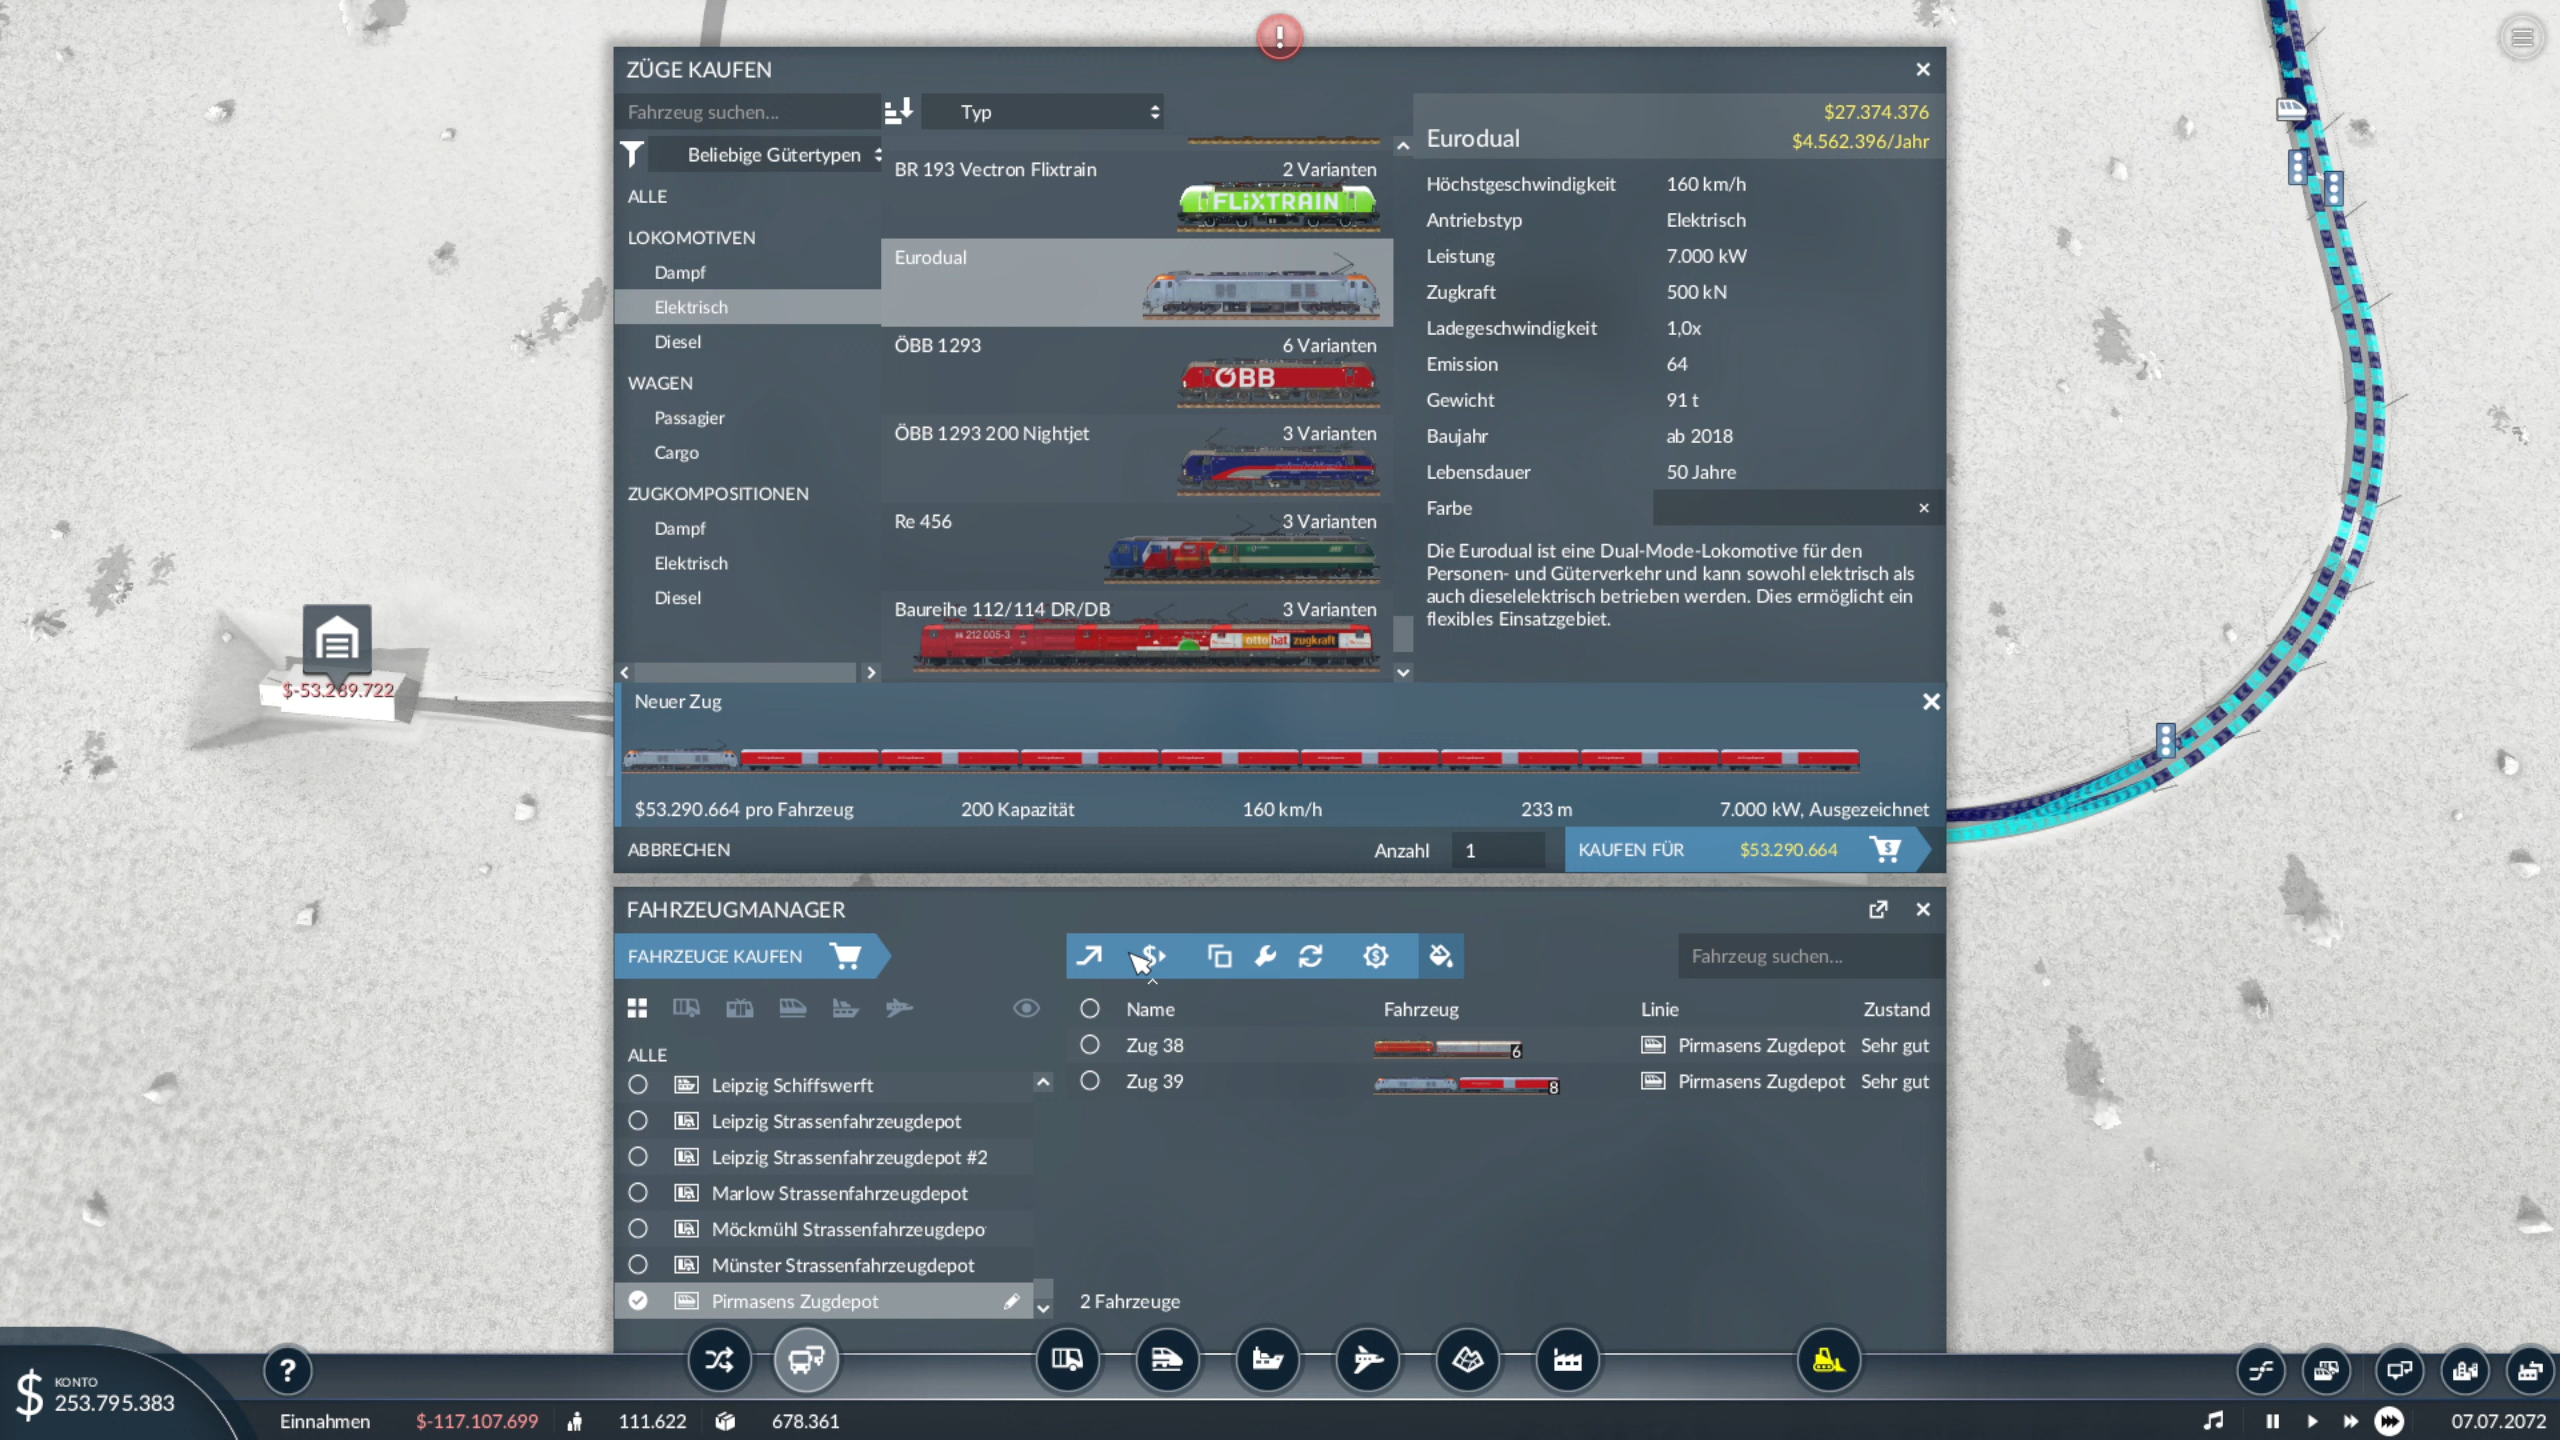 ZÜGE KAUFEN
Fahrzeug suchen...
Typ
Beliebige Gütertypen
ALLE
LOKOMOTIVEN
Dampf
Elektrisch
Diesel
WAGEN
Passagier
Cargo
ZUGKOMPOSITIONEN
Dampf
Elektrisch
Diesel
BR 193 Vectron Flixtrain
2 Varianten
FLiXTRAIN
Eurodual
ÖBB 1293
6 Varianten
ÖBB
ÖBB 1293 200 Nightjet
3 Varianten
Re 456
3 Varianten
Baureihe 112/114 DR/DB
3 Varianten
212 005-3
ottohat zugkraft
$27.374.376
Eurodual
$4.562.396/Jahr
Höchstgeschwindigkeit 160 km/h
Antriebstyp Elektrisch
Leistung 7.000 kW
Zugkraft 500 kN
Ladegeschwindigkeit 1,0x
Emission 64
Gewicht 91 t
Baujahr ab 2018
Lebensdauer 50 Jahre
Farbe
Die Eurodual ist eine Dual-Mode-Lokomotive für den
Personen- und Güterverkehr und kann sowohl elektrisch als
auch dieselelektrisch betrieben werden. Dies ermöglicht ein
flexibles Einsatzgebiet.
$-53.289.722
Neuer Zug
$53.290.664 pro Fahrzeug 200 Kapazität 160 km/h 233 m 7.000 kW, Ausgezeichnet
ABBRECHEN Anzahl 1 KAUFEN FÜR $53.290.664
FAHRZEUGMANAGER
FAHRZEUGE KAUFEN
Fahrzeug suchen...
ALLE
Leipzig Schiffswerft
Leipzig Strassenfahrzeugdepot
Leipzig Strassenfahrzeugdepot #2
Marlow Strassenfahrzeugdepot
Möckmühl Strassenfahrzeugdepo
Münster Strassenfahrzeugdepot
Pirmasens Zugdepot
Name Fahrzeug Linie Zustand
Zug 38 6 Pirmasens Zugdepot Sehr gut
Zug 39 8 Pirmasens Zugdepot Sehr gut
2 Fahrzeuge
?
$ KONTO
253.795.383
Einnahmen $-117.107.699 111.622 678.361 07.07.2072